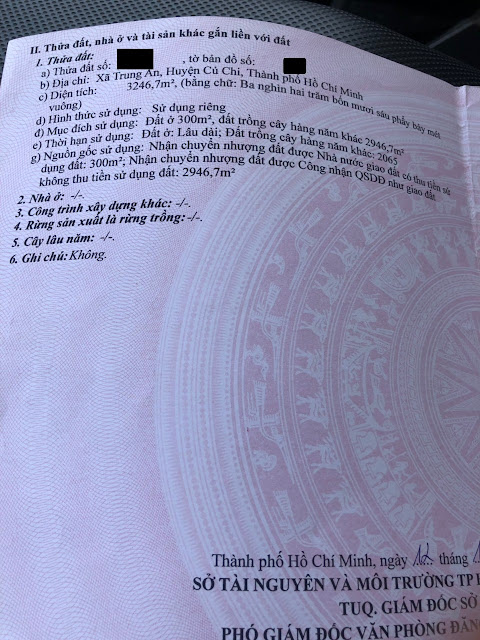 II. Thửa đất, nhà ở và tài sản khác gắn liền với đất
1. Thửa đất:
a) Thửa đất số: , tờ bản đồ số:
b) Địa chỉ: Xã Trung An, Huyện Củ Chi, Thành phố Hồ Chí Minh
c) Diện tích: 3246,7m², (bằng chữ: Ba nghìn hai trăm bốn mươi sáu phẩy bảy mét
vuông)
d) Hình thức sử dụng: Sử dụng riêng
đ) Mục đích sử dụng: Đất ở 300m², đất trồng cây hàng năm khác 2946,7m²
e) Thời hạn sử dụng: Đất ở: Lâu dài; Đất trồng cây hàng năm khác: 2065
g) Nguồn gốc sử dụng: Nhận chuyển nhượng đất được Nhà nước giao đất có thu tiền sử
dụng đất: 300m²; Nhận chuyển nhượng đất được Công nhận QSDĐ như giao đất
không thu tiền sử dụng đất: 2946,7m²
2. Nhà ở: -/-.
3. Công trình xây dựng khác: -/-.
4. Rừng sản xuất là rừng trồng: -/-.
5. Cây lâu năm: -/-.
6. Ghi chú: Không.
Thành phố Hồ Chí Minh, ngày 12 tháng
SỞ TÀI NGUYÊN VÀ MÔI TRƯỜNG TP
TUQ. GIÁM ĐỐC SỞ
PHÓ GIÁM ĐỐC VĂN PHÒNG ĐĂN